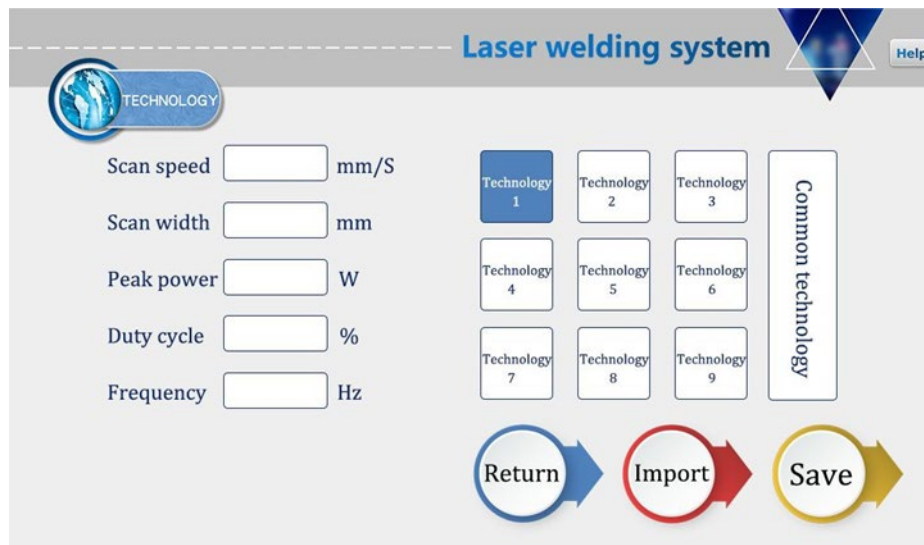 Laser welding system
Help
TECHNOLOGY
Scan speed mm/S
Scan width mm
Peak power W
Duty cycle %
Frequency Hz
Technology
1
Technology
2
Technology
3
Technology
4
Technology
5
Technology
6
Technology
7
Technology
8
Technology
9
Common technology
Return
Import
Save